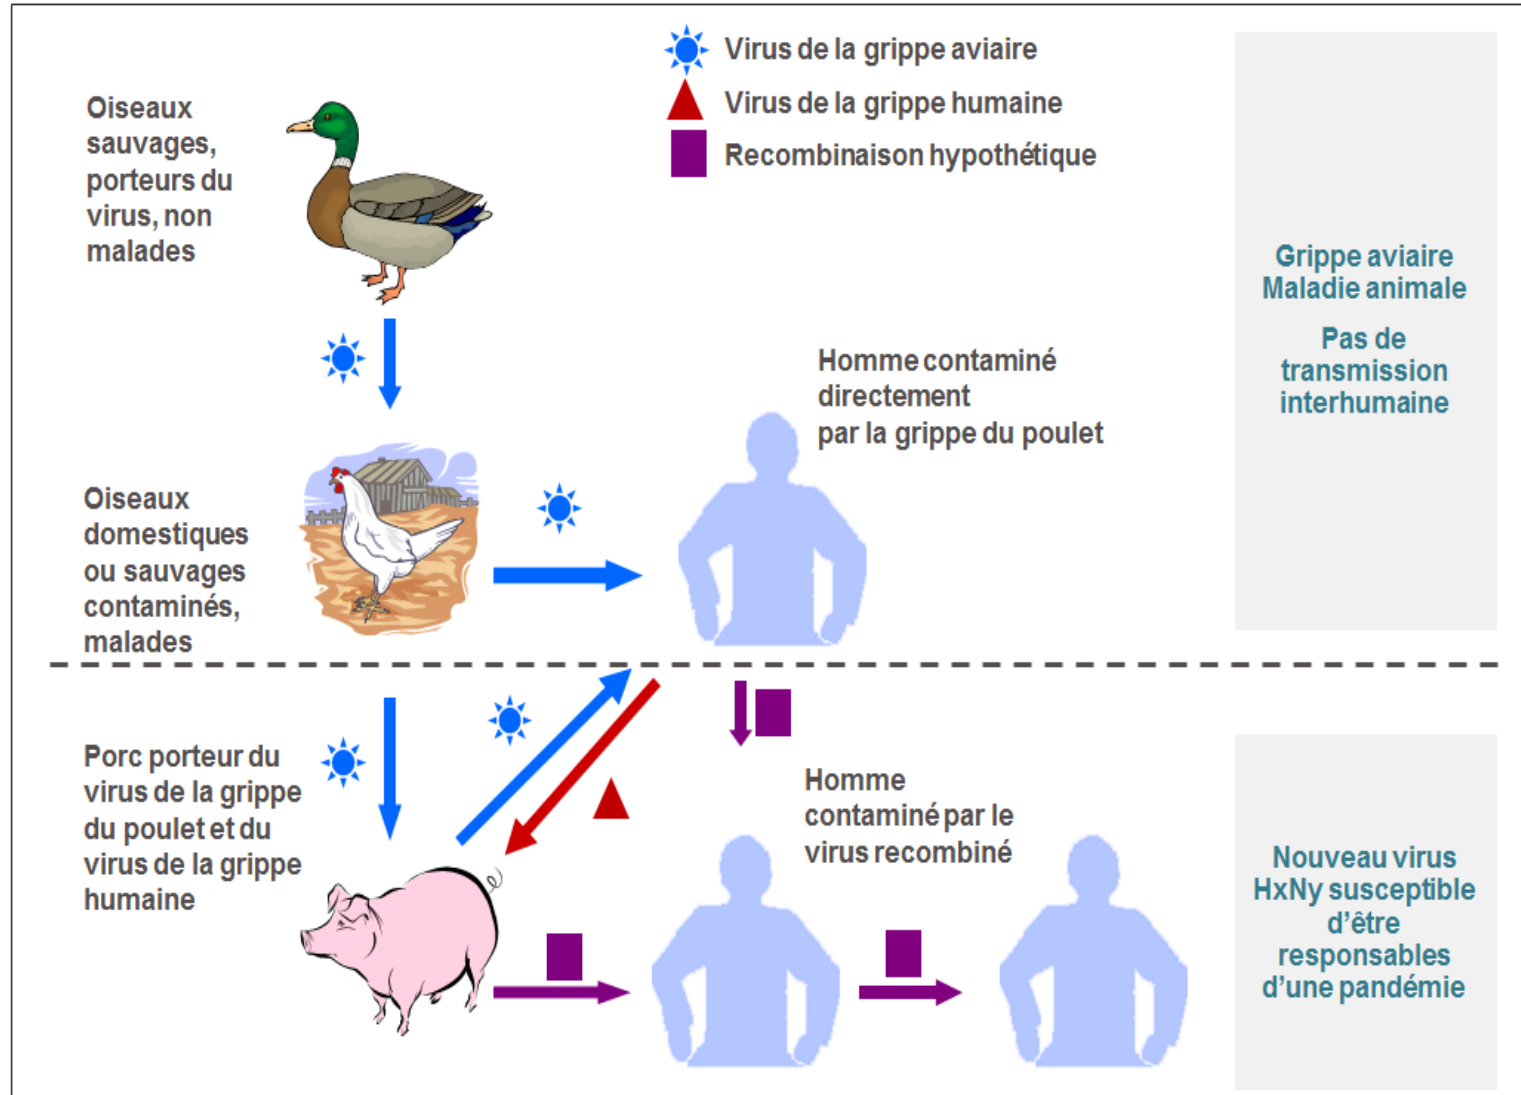 Virus de la grippe aviaire
Virus de la grippe humaine
Recombinaison hypothétique
Oiseaux
sauvages,
porteurs du
virus, non
malades
Grippe aviaire
Maladie animale
Pas de
transmission
interhumaine
Homme contaminé
directement
par la grippe du poulet
Oiseaux
domestiques
ou sauvages
contaminés,
malades
Porc porteur du
virus de la grippe
du poulet et du
virus de la grippe
humaine
Homme
contaminé par le
virus recombiné
Nouveau virus
HxNy susceptible
d'être
responsables
d'une pandémie